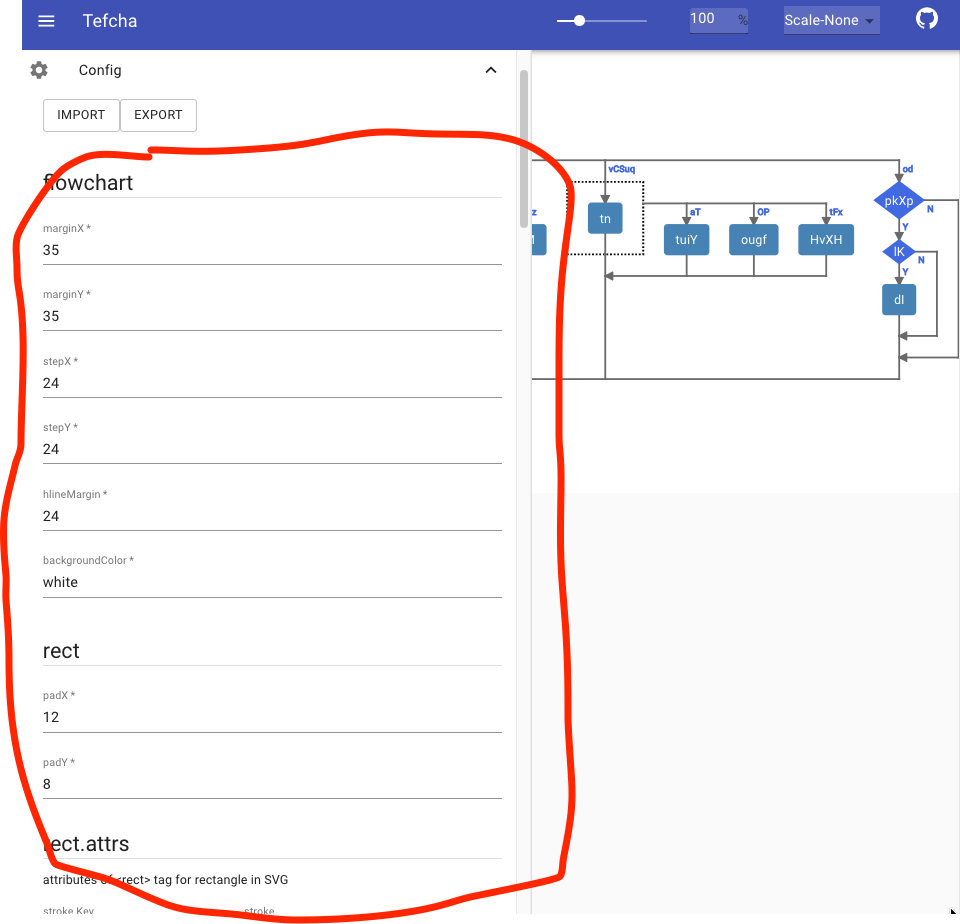 Tefcha
100 %
Scale-None
Config
IMPORT EXPORT
flowchart
marginX *
35
marginY *
35
stepX *
24
stepY *
24
hlineMargin *
24
backgroundColor *
white
rect
padX *
12
padY *
8
rect.attrs
attributes of <rect> tag for rectangle in SVG
stroke Key stroke
vCSuq
od
z
tn
aT
OP
tFx
pkXp
N
Y
tuiY
ougf
HvXH
IK
N
Y
dI